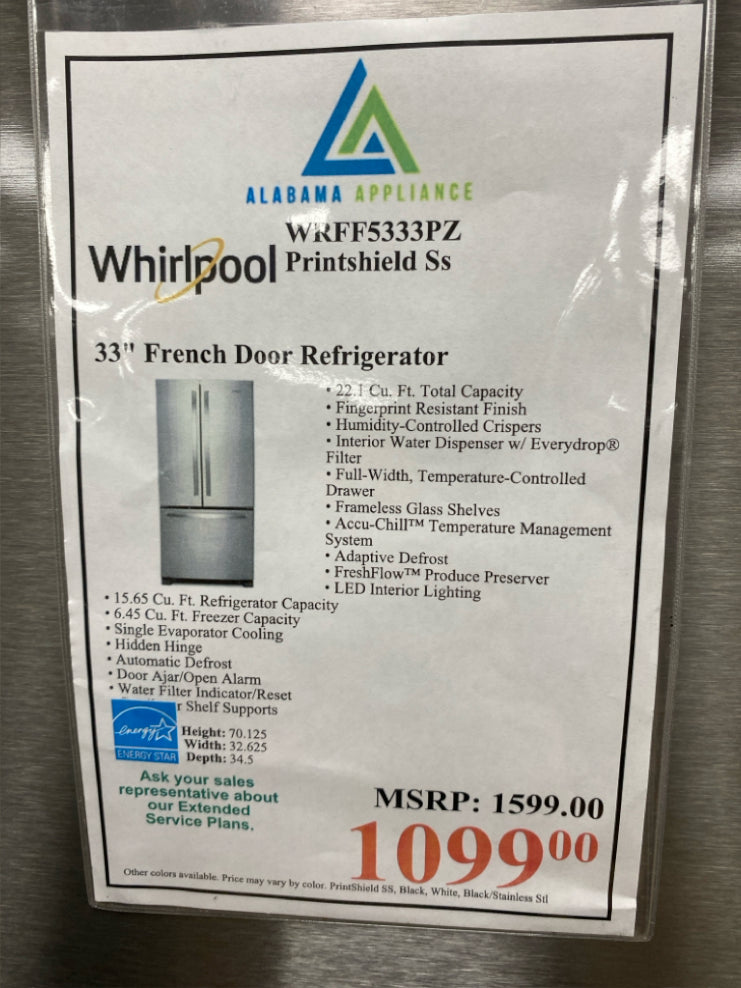 ALABAMA APPLIANCE
WRFF5333PZ
Whirlpool Printshield Ss
33" French Door Refrigerator
• 22.1 Cu. Ft. Total Capacity
• Fingerprint Resistant Finish
• Humidity-Controlled Crispers
• Interior Water Dispenser w/ Everydrop®
Filter
• Full-Width, Temperature-Controlled
Drawer
• Frameless Glass Shelves
• Accu-Chill™ Temperature Management
System
• Adaptive Defrost
• FreshFlow™ Produce Preserver
• LED Interior Lighting
• 15.65 Cu. Ft. Refrigerator Capacity
• 6.45 Cu. Ft. Freezer Capacity
• Single Evaporator Cooling
• Hidden Hinge
• Automatic Defrost
• Door Ajar/Open Alarm
• Water Filter Indicator/Reset
Shelf Supports
energy
ENERGY STAR
Height: 70.125
Width: 32.625
Depth: 34.5
Ask your sales
representative about
our Extended
Service Plans.
MSRP: 1599.00
1099 00
Other colors available. Price may vary by color. PrintShield SS, Black, White, Black/Stainless Stl